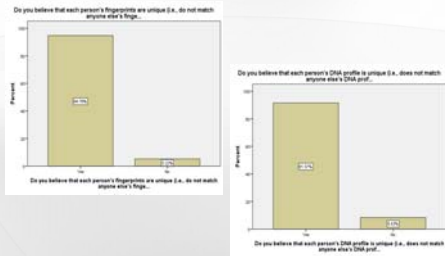 Do you believe that each person's fingerprints are unique (i.e., do not match
anyone else's finge...
100
Percent
Yes
No
Do you believe that each person's fingerprints are unique (i.e., do not match
anyone else's finge...
Do you believe that each person's DNA profile is unique (i.e., does not match
anyone else's DNA prof...
100
Percent
Yes
No
Do you believe that each person's DNA profile is unique (i.e., does not match
anyone else's DNA prof...